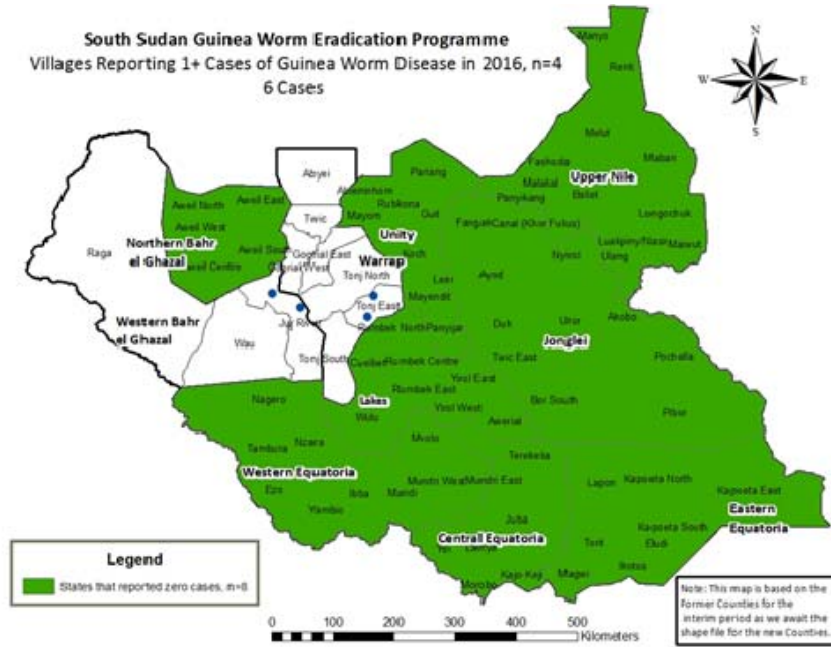 South Sudan Guinea Worm Eradication Programme
Villages Reporting 1+ Cases of Guinea Worm Disease in 2016, n=4
6 Cases
N
W
E
S
Manyo
Renk
Melut
Fashoda
Maban
Malakal
Upper Nile
Panyikang
Baliet
Longochuk
Fangak
Canal (Khor Fulus)
Luakpiny/Nasir
Maiwut
Ulang
Nyirol
Abyei
Pariang
Abiemnhom
Rubkona
Mayom
Guit
Unity
Koch
Twic
Aweil North
Aweil East
Aweil West
Aweil South
Aweil Centre
Northern Bahr
el Ghazal
Raga
Gogrial East
Gogrial West
Warrap
Tonj North
Leer
Ayod
Mayendit
Tonj East
Western Bahr
el Ghazal
Jur River
Wau
Rumbek North
Panyijar
Duk
Uror
Akobo
Jonglei
Tonj South
Cueibet
Rumbek Centre
Twic East
Pochalla
Yirol East
Rumbek East
Lakes
Nagero
Wulu
Yirol West
Awerial
Bor South
Pibor
Mvolo
Nzara
Tambura
Terekeka
Western Equatoria
Mundri West
Mundri East
Ezo
Ibba
Maridi
Yambio
Lapon
Kapoeta North
Kapoeta East
Eastern
Equatoria
Juba
Kapoeta South
Central Equatoria
Yei
Lainya
Torit
Budi
Ikotos
Morobo
Kajo-Kaji
Magwi
Legend
States that reported zero cases, n=8
0
100
200
300
400
500
Kilometers
Note: This map is based on the
Former Counties for the
interim period as we await the
shape file for the new Counties.